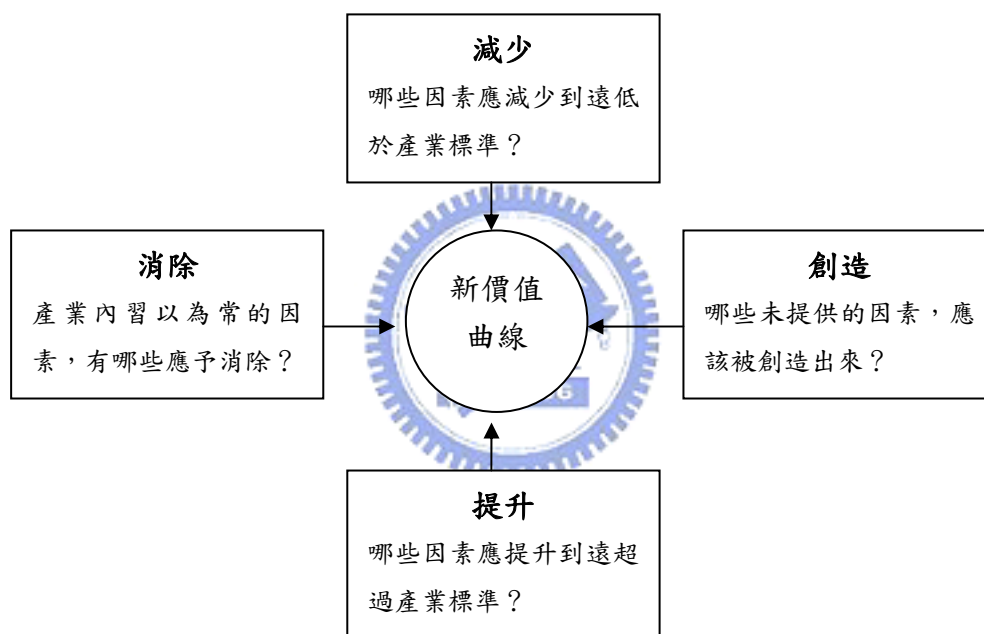 減少
哪些因素應減少到遠低
於產業標準？
消除
產業內習以為常的因
素，有哪些應予消除？
新價值
曲線
創造
哪些未提供的因素，應
該被創造出來？
提升
哪些因素應提升到遠超
過產業標準？